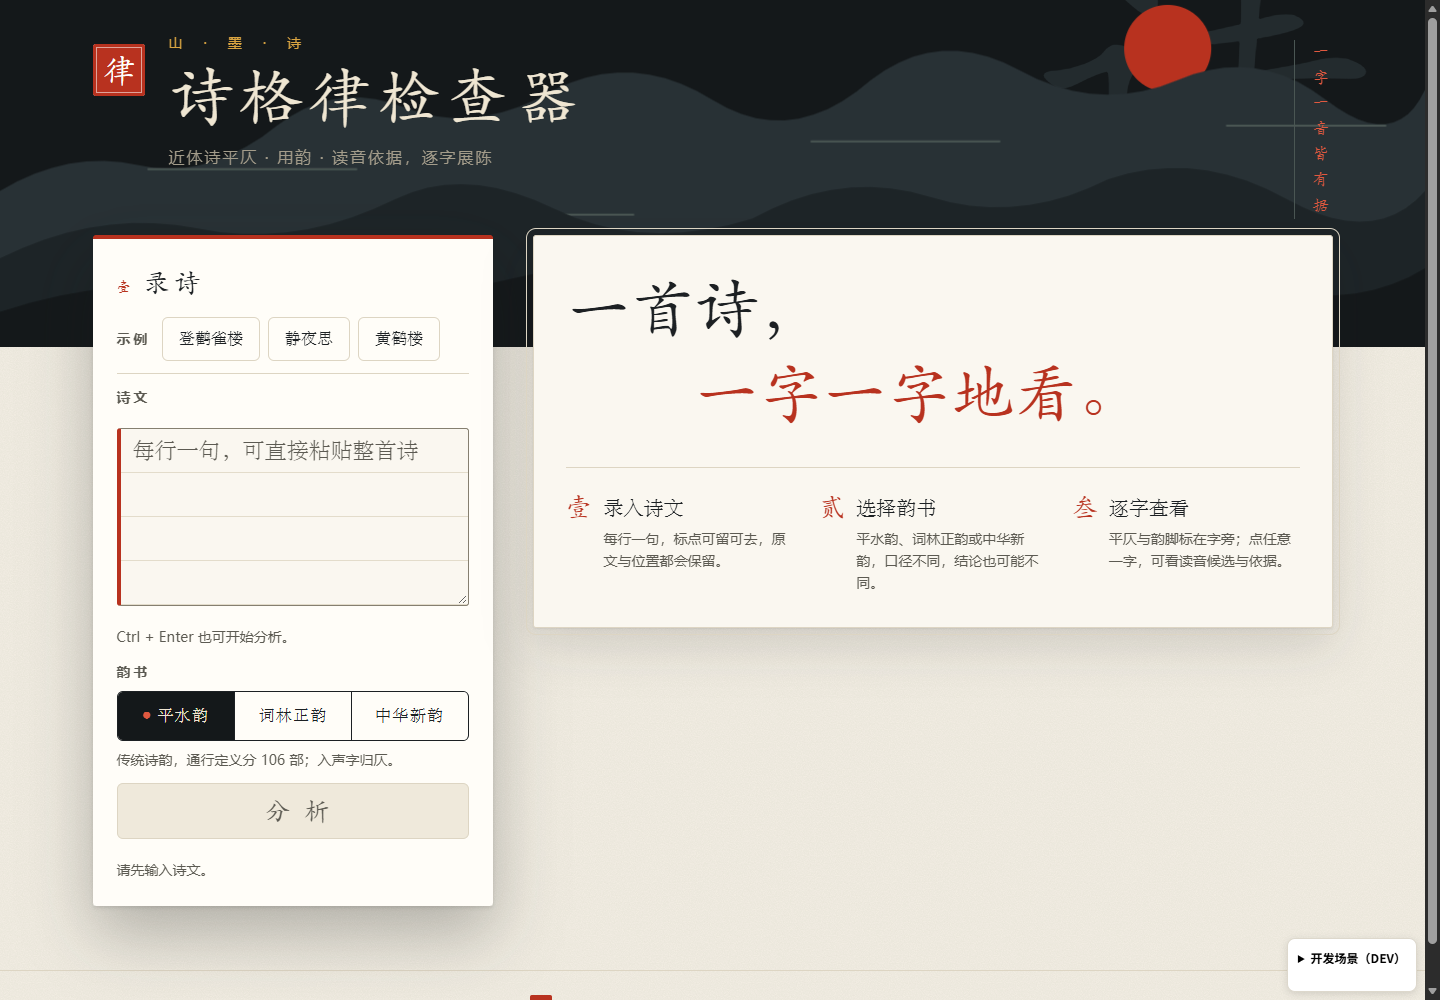 律
山 · 墨 · 诗
诗格律检查器
近体诗平仄 · 用韵 · 读音依据，逐字展陈
一字一音皆有据
壹 录诗
示例 登鹳雀楼 静夜思 黄鹤楼
诗文
每行一句，可直接粘贴整首诗
Ctrl + Enter 也可开始分析。
韵书
平水韵 词林正韵 中华新韵
传统诗韵，通行定义分 106 部；入声字归仄。
分析
请先输入诗文。
一首诗，
一字一字地看。
壹 录入诗文
每行一句，标点可留可去，原
文与位置都会保留。
贰 选择韵书
平水韵、词林正韵或中华新
韵，口径不同，结论也可能不
同。
叁 逐字查看
平仄与韵脚标在字旁；点任意
一字，可看读音候选与依据。
开发场景（DEV）